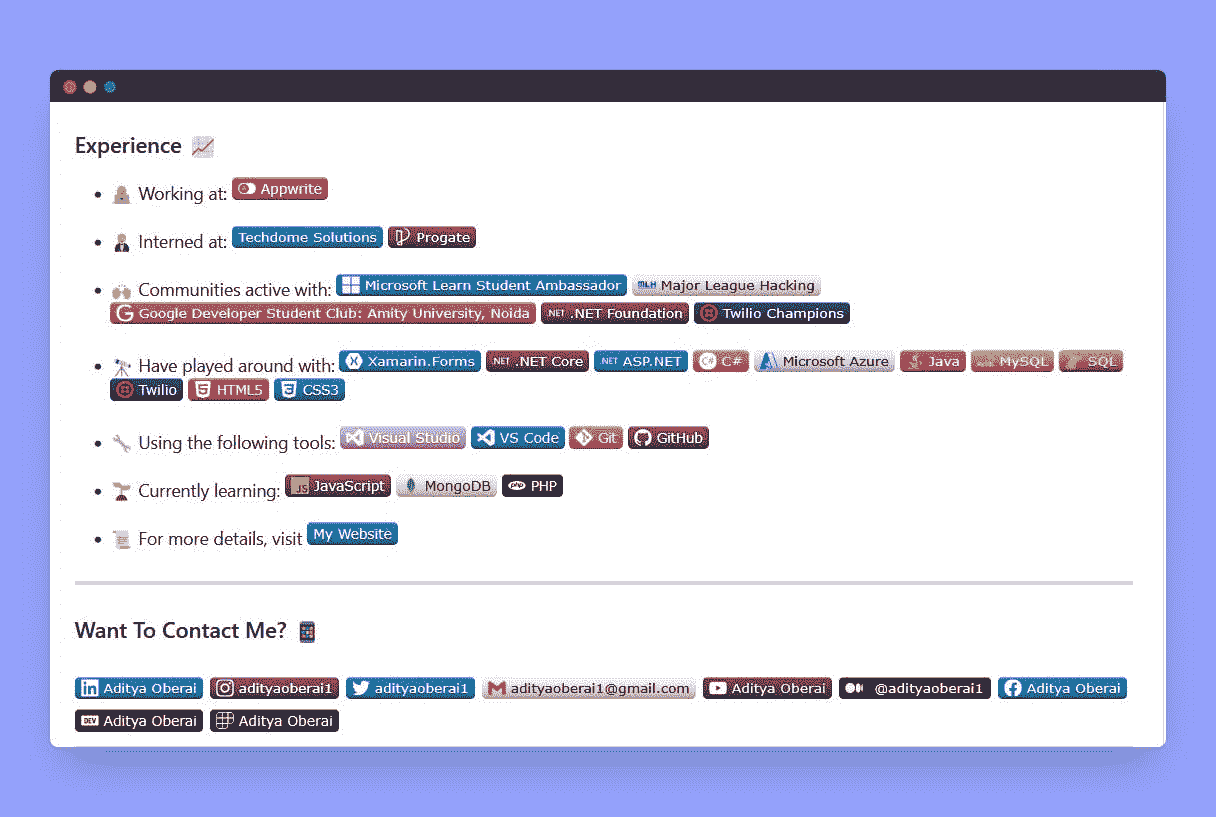 Experience
Working at: Appwrite
Interned at: Techdome Solutions Progate
Communities active with: Microsoft Learn Student Ambassador MLH Major League Hacking
Google Developer Student Club: Amity University, Noida .NET .NET Foundation Twilio Champions
Have played around with: Xamarin.Forms .NET .NET Core .NET ASP.NET C# C# Microsoft Azure Java MySQL SQL
Twilio HTML5 CSS3
Using the following tools: Visual Studio VS Code Git GitHub
Currently learning: JS JavaScript MongoDB php PHP
For more details, visit My Website
Want To Contact Me?
in Aditya Oberai adityaoberai1 adityaoberai1 adityaoberai1@gmail.com Aditya Oberai @adityaoberai1 Aditya Oberai
DEV Aditya Oberai Aditya Oberai